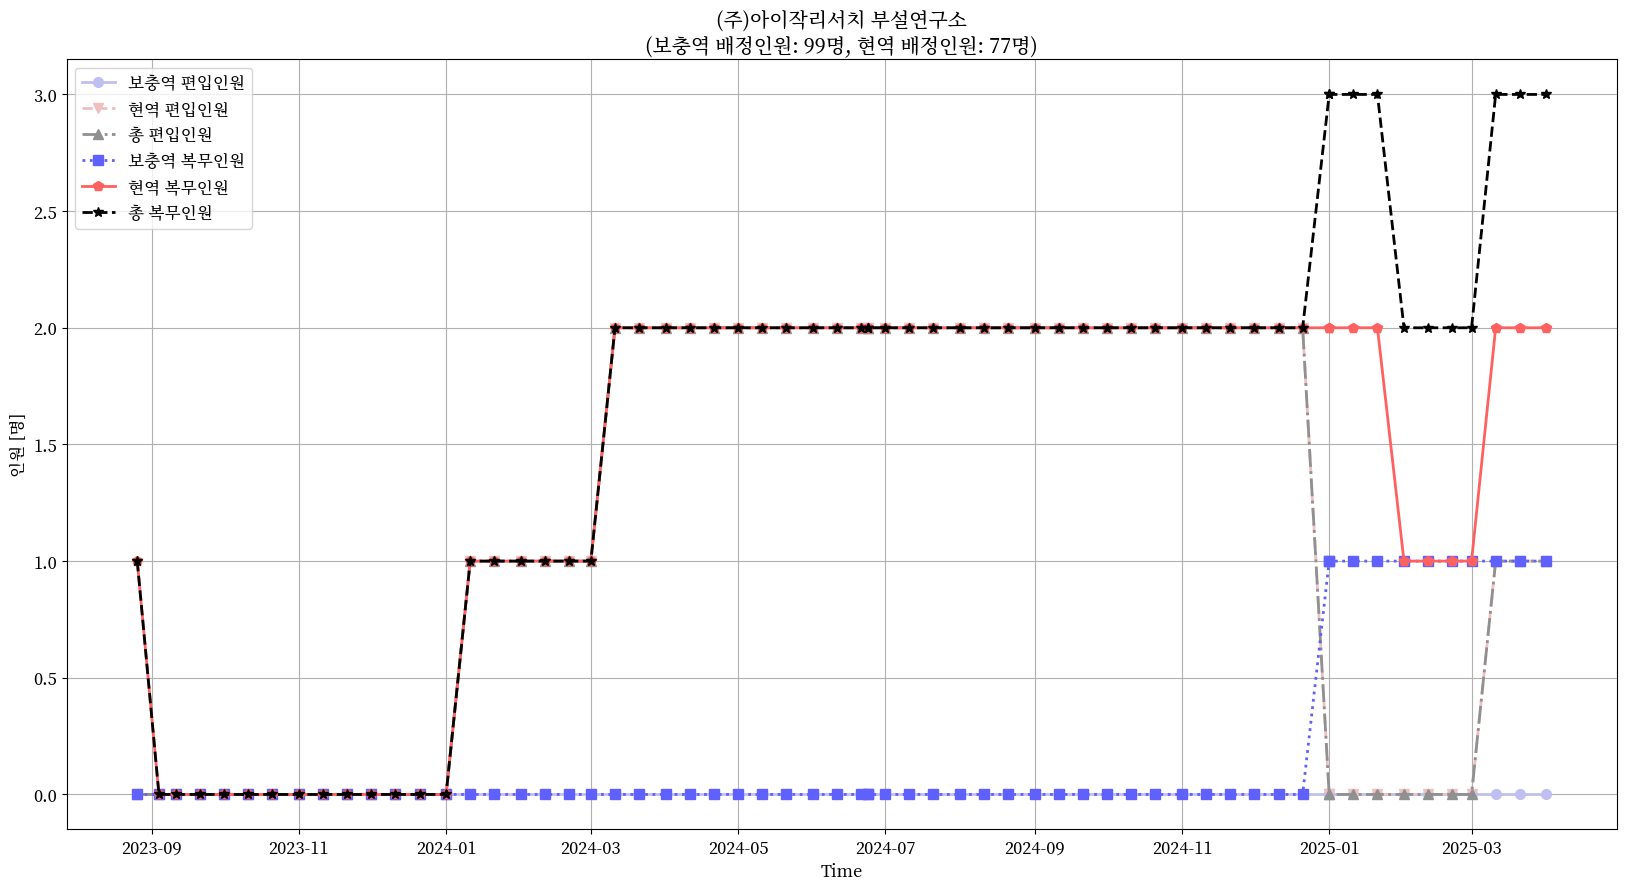 (주)아이작리서치 부설연구소
(보충역 배정인원: 99명, 현역 배정인원: 77명)
보충역 편입인원
현역 편입인원
총 편입인원
보충역 복무인원
현역 복무인원
총 복무인원
3.0
2.5
2.0
1.5
1.0
0.5
0.0
인원 [명]
2023-09 2023-11 2024-01 2024-03 2024-05 2024-07 2024-09 2024-11 2025-01 2025-03
Time